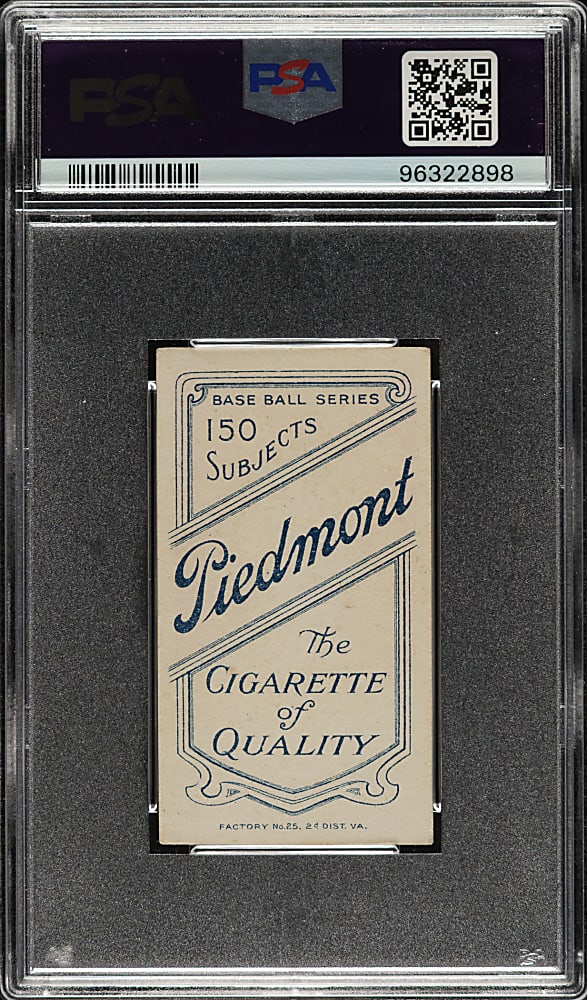 PSA PSA
96322898
BASE BALL SERIES
150
SUBJECTS
Piedmont
The
CIGARETTE
of
QUALITY
FACTORY No.25, 2d DIST. VA.